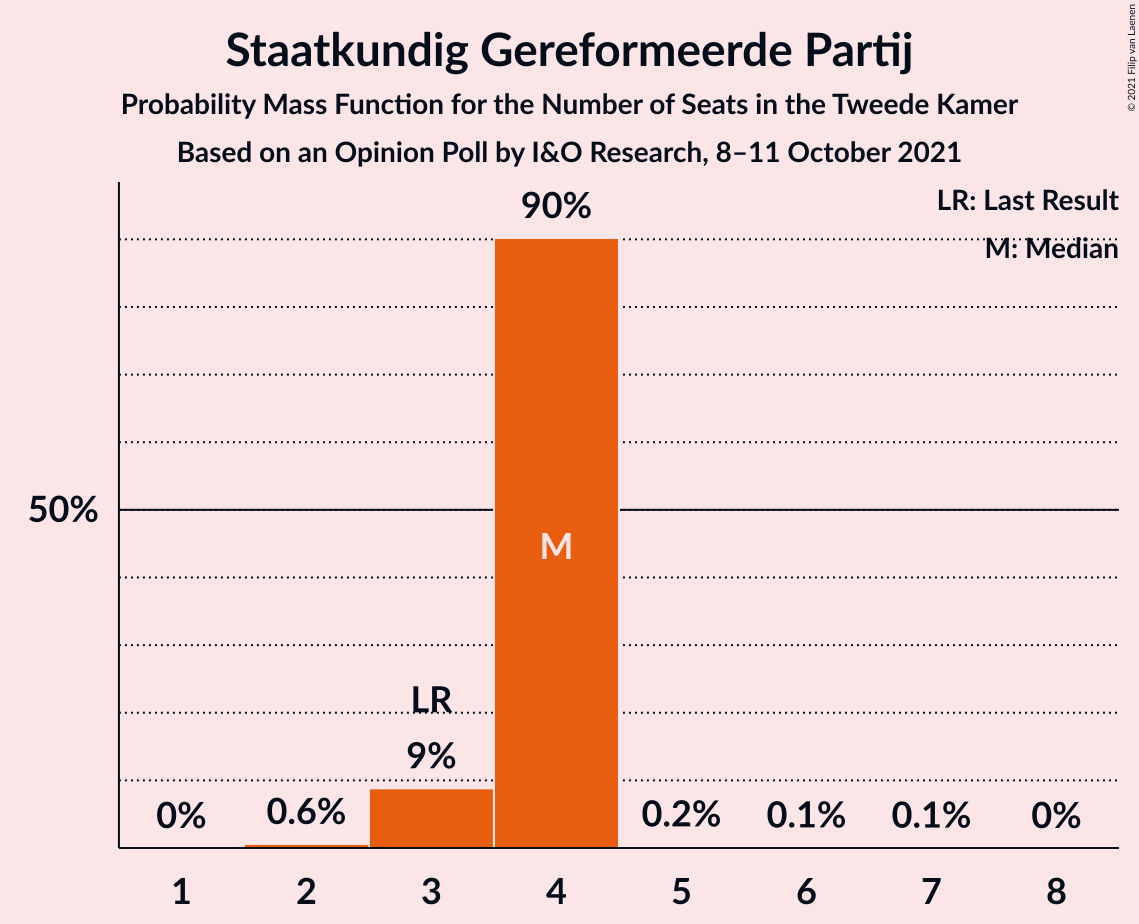 Staatkundig Gereformeerde Partij
Probability Mass Function for the Number of Seats in the Tweede Kamer
Based on an Opinion Poll by I&O Research, 8–11 October 2021
© 2021 Filip van Laenen
LR: Last Result
M: Median
90%
50%
M
LR
9%
0%
0.6%
0.2%
0.1%
0.1%
0%
1 2 3 4 5 6 7 8